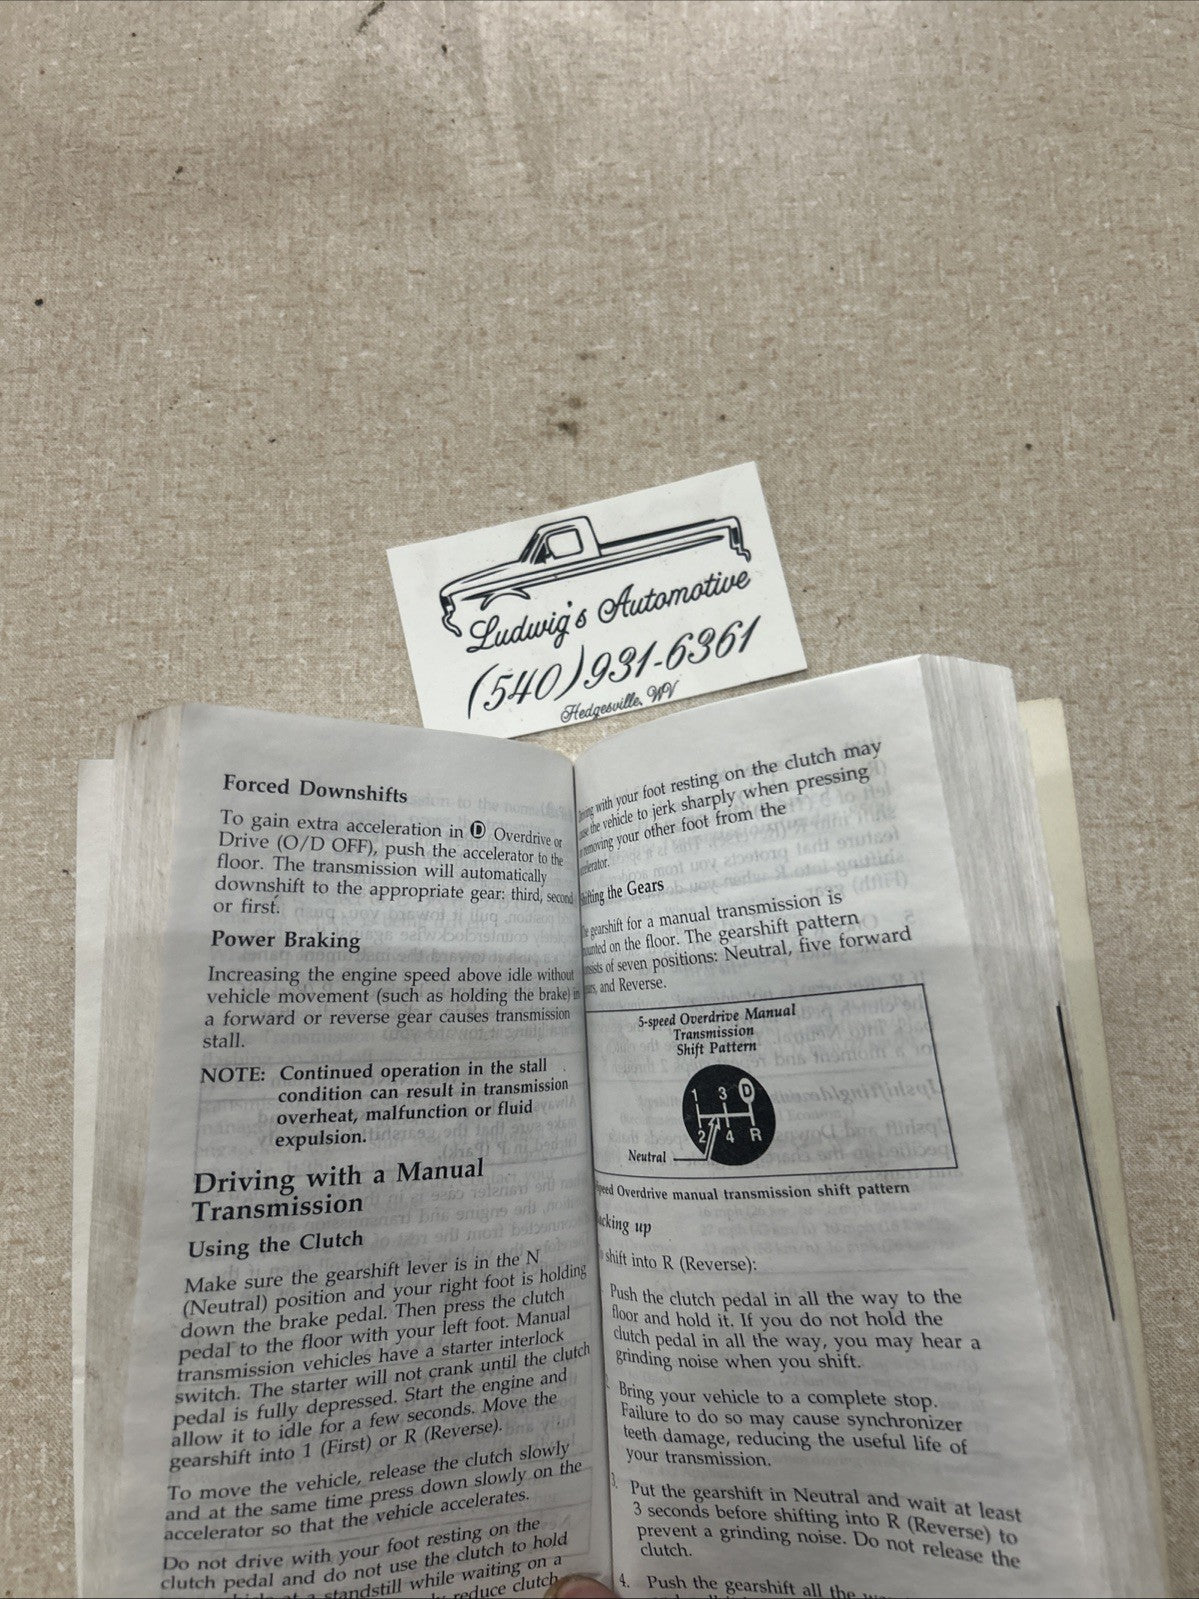 Ludwig's Automotive
(540)931-6361
Hedgesville, WV
Forced Downshifts
To gain extra acceleration in D Overdrive or
Drive (O/D OFF), push the accelerator to the
floor. The transmission will automatically
downshift to the appropriate gear: third, second
or first.
Power Braking
Increasing the engine speed above idle without
vehicle movement (such as holding the brake) in
a forward or reverse gear causes transmission
stall.
NOTE: Continued operation in the stall
condition can result in transmission
overheat, malfunction or fluid
expulsion.
Driving with a Manual
Transmission
Using the Clutch
Make sure the gearshift lever is in the N
(Neutral) position and your right foot is holding
down the brake pedal. Then press the clutch
pedal to the floor with your left foot. Manual
transmission vehicles have a starter interlock
switch. The starter will not crank until the clutch
pedal is fully depressed. Start the engine and
allow it to idle for a few seconds. Move the
gearshift into 1 (First) or R (Reverse).
To move the vehicle, release the clutch slowly
and at the same time press down slowly on the
accelerator so that the vehicle accelerates.
Do not drive with your foot resting on the
clutch pedal and do not use the clutch to hold
at a standstill while waiting on a
reduce clutch
with your foot resting on the clutch may
the vehicle to jerk sharply when pressing
removing your other foot from the
the Gears
gearshift for a manual transmission is
on the floor. The gearshift pattern
of seven positions: Neutral, five forward
and Reverse.
5-speed Overdrive Manual
Transmission
Shift Pattern
1 3 D
2 4 R
Neutral
Overdrive manual transmission shift pattern
up
shift into R (Reverse):
Push the clutch pedal in all the way to the
floor and hold it. If you do not hold the
clutch pedal in all the way, you may hear a
grinding noise when you shift.
Bring your vehicle to a complete stop.
Failure to do so may cause synchronizer
teeth damage, reducing the useful life of
your transmission.
3. Put the gearshift in Neutral and wait at least
3 seconds before shifting into R (Reverse) to
prevent a grinding noise. Do not release the
clutch.
4. Push the gearshift all the